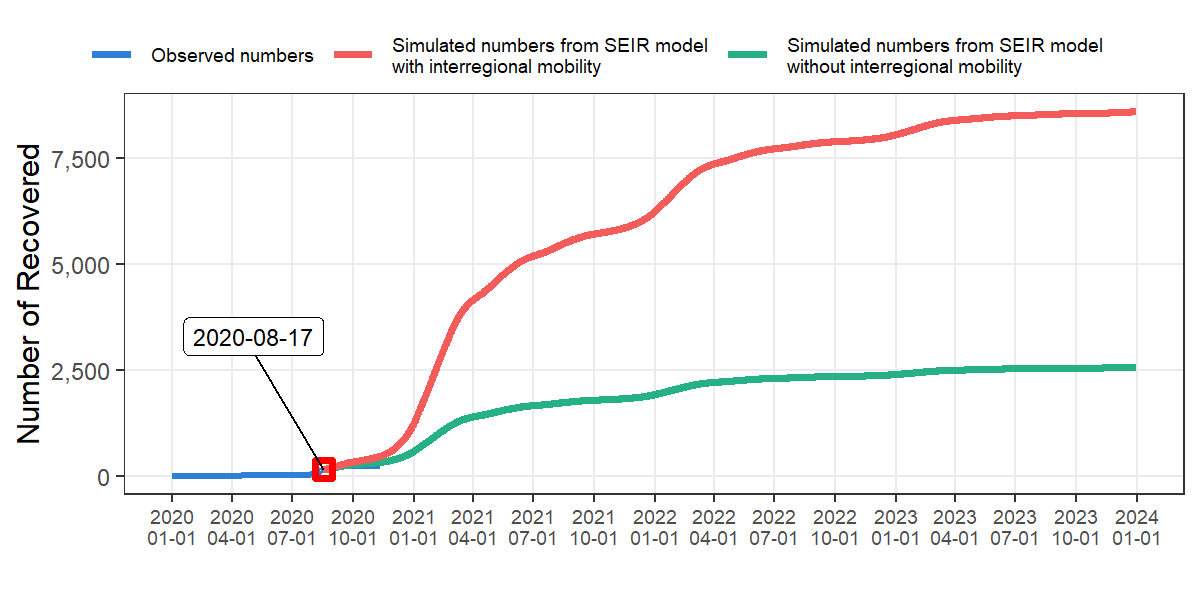 Observed numbers
Simulated numbers from SEIR model
with interregional mobility
Simulated numbers from SEIR model
without interregional mobility
Number of Recovered
7,500
5,000
2,500
0
2020-08-17
2020 2020 2020 2020 2021 2021 2021 2021 2022 2022 2022 2022 2023 2023 2023 2023 2024
01-01 04-01 07-01 10-01 01-01 04-01 07-01 10-01 01-01 04-01 07-01 10-01 01-01 04-01 07-01 10-01 01-01